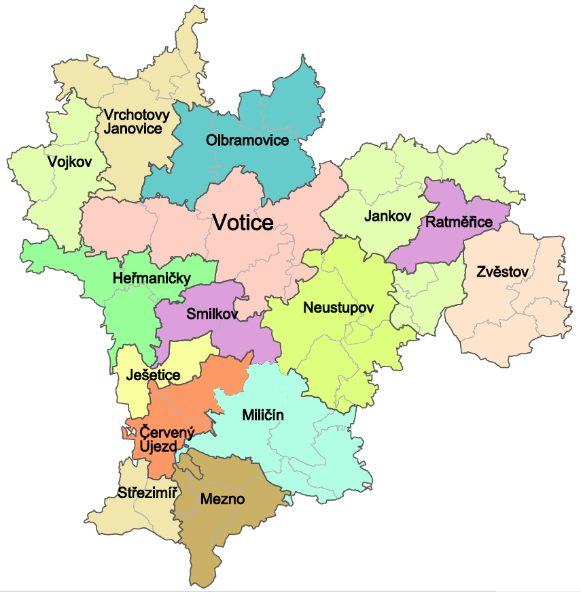 Vrchotovy
Janovice
Olbramovice
Vojkov
Votice
Jankov
Ratměřice
Zvěstov
Heřmaničky
Smilkov
Neustupov
Ješetice
Miličín
Červený
Újezd
Střezimíř
Mezno